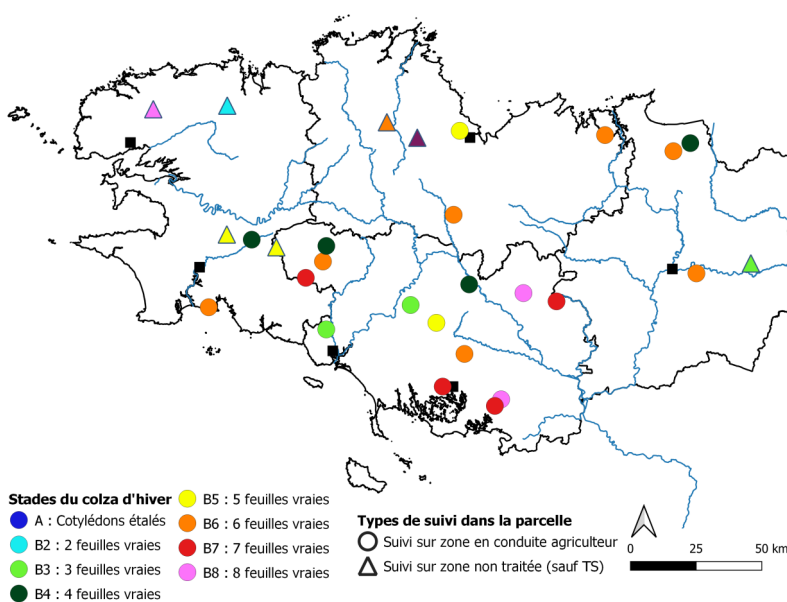 Stades du colza d'hiver
A : Cotylédons étalés
B2 : 2 feuilles vraies
B3 : 3 feuilles vraies
B4 : 4 feuilles vraies
B5 : 5 feuilles vraies
B6 : 6 feuilles vraies
B7 : 7 feuilles vraies
B8 : 8 feuilles vraies
Types de suivi dans la parcelle
Suivi sur zone en conduite agriculteur
Suivi sur zone non traitée (sauf TS)
0 25 50 km